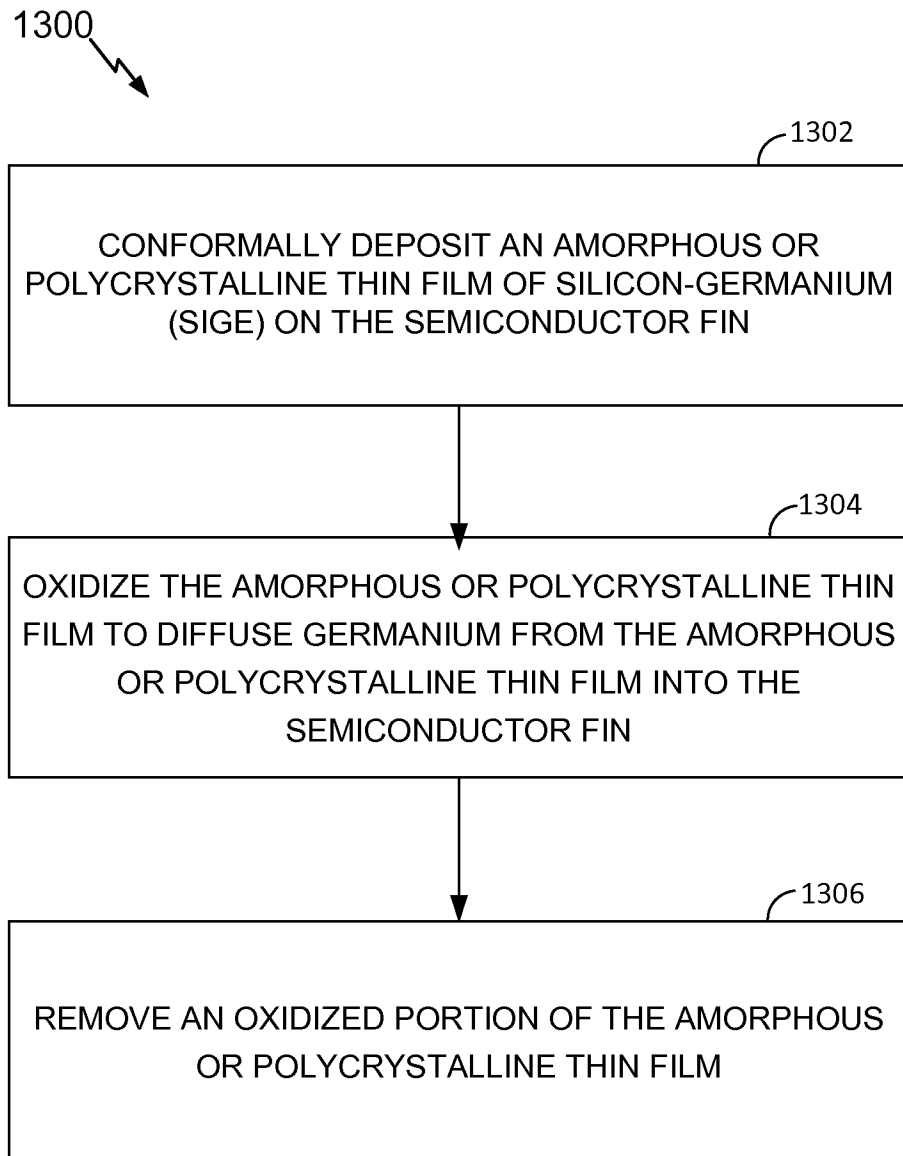 1300
1302
CONFORMALLY DEPOSIT AN AMORPHOUS OR
POLYCRYSTALLINE THIN FILM OF SILICON-GERMANIUM
(SIGE) ON THE SEMICONDUCTOR FIN
1304
OXIDIZE THE AMORPHOUS OR POLYCRYSTALLINE THIN
FILM TO DIFFUSE GERMANIUM FROM THE AMORPHOUS
OR POLYCRYSTALLINE THIN FILM INTO THE
SEMICONDUCTOR FIN
1306
REMOVE AN OXIDIZED PORTION OF THE AMORPHOUS
OR POLYCRYSTALLINE THIN FILM